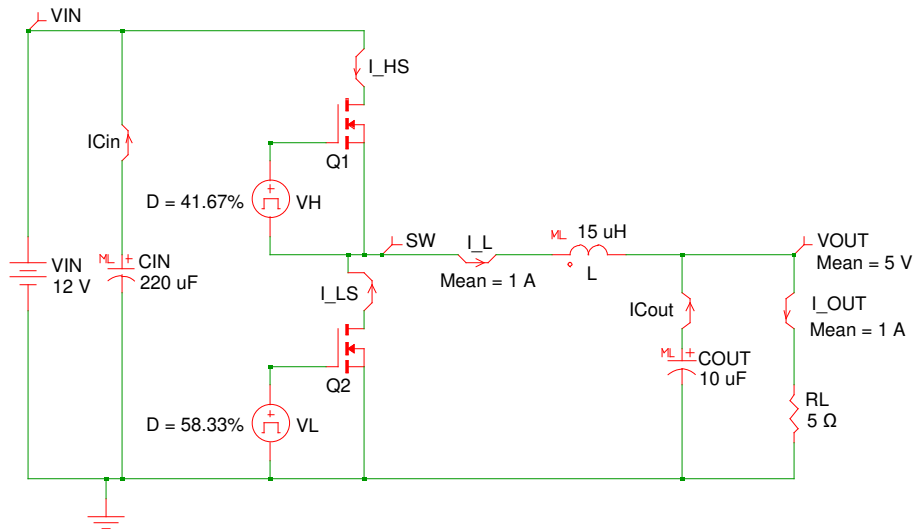 VIN
I_HS
ICin
Q1
D = 41.67%
VH
SW
I_L
Mean = 1 A
ML
15 uH
L
VOUT
Mean = 5 V
VIN
12 V
ML
CIN
220 uF
I_LS
ICout
I_OUT
Mean = 1 A
Q2
ML
COUT
10 uF
D = 58.33%
VL
RL
5 Ω